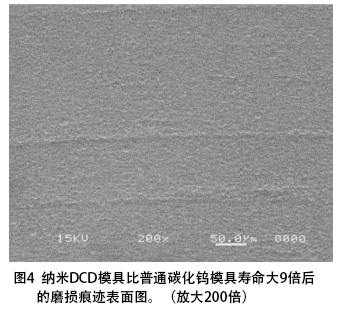 15KV 200x 50.0µm 0000
图4 纳米DCD模具比普通碳化钨模具寿命大9倍后
的磨损痕迹表面图。（放大200倍）